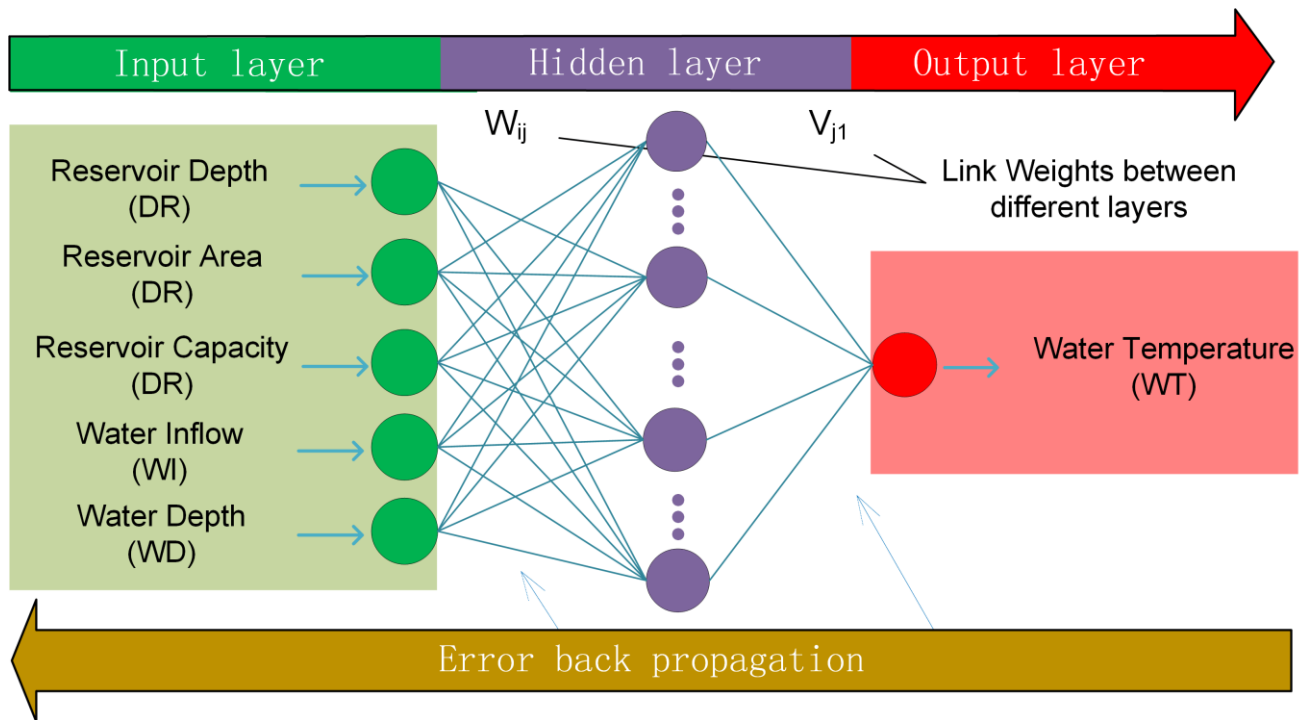 Input layer
Hidden layer
Output layer
Wij
Vj1
Link Weights between
different layers
Reservoir Depth
(DR)
Reservoir Area
(DR)
Reservoir Capacity
(DR)
Water Inflow
(WI)
Water Depth
(WD)
Water Temperature
(WT)
Error back propagation